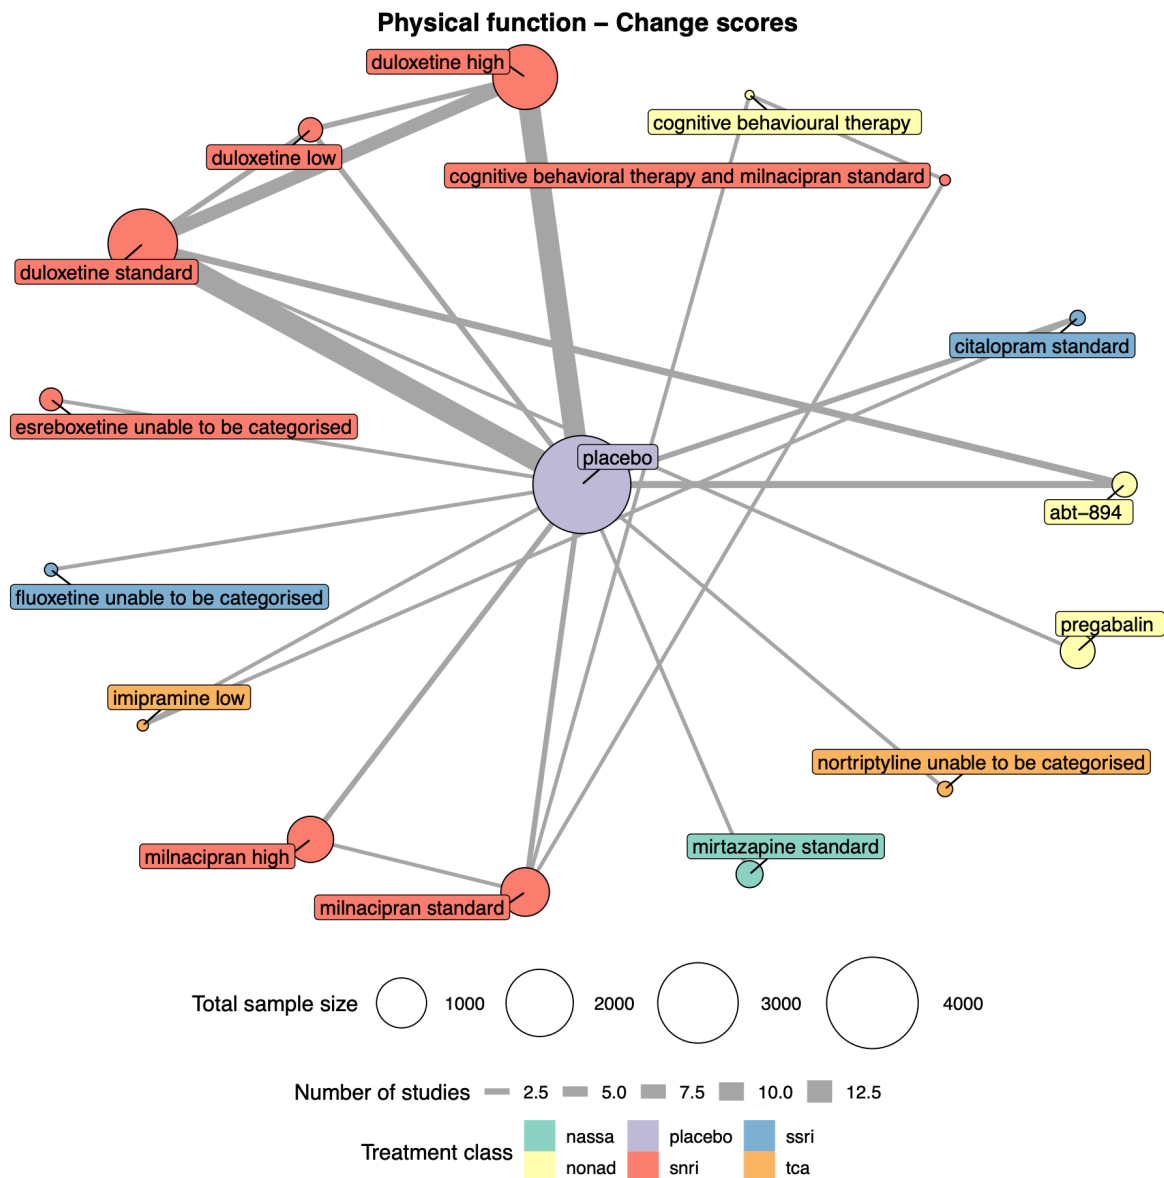 Physical function – Change scores
duloxetine high
cognitive behavioural therapy
duloxetine low
cognitive behavioral therapy and milnacipran standard
duloxetine standard
citalopram standard
esreboxetine unable to be categorised
placebo
abt−894
fluoxetine unable to be categorised
pregabalin
imipramine low
nortriptyline unable to be categorised
mirtazapine standard
milnacipran high
milnacipran standard
Total sample size 1000 2000 3000 4000
Number of studies 2.5 5.0 7.5 10.0 12.5
Treatment class nassa placebo ssri
nonad snri tca